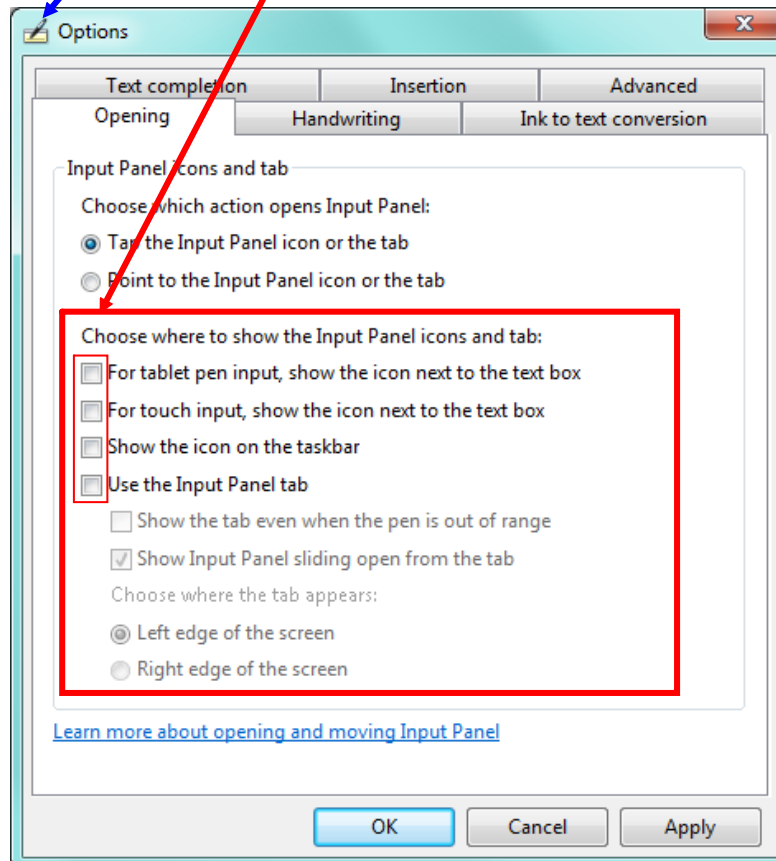 Options
Text completion
Insertion
Advanced
Opening
Handwriting
Ink to text conversion
Input Panel icons and tab
Choose which action opens Input Panel:
Tap the Input Panel icon or the tab
Point to the Input Panel icon or the tab
Choose where to show the Input Panel icons and tab:
For tablet pen input, show the icon next to the text box
For touch input, show the icon next to the text box
Show the icon on the taskbar
Use the Input Panel tab
Show the tab even when the pen is out of range
Show Input Panel sliding open from the tab
Choose where the tab appears:
Left edge of the screen
Right edge of the screen
Learn more about opening and moving Input Panel
OK
Cancel
Apply